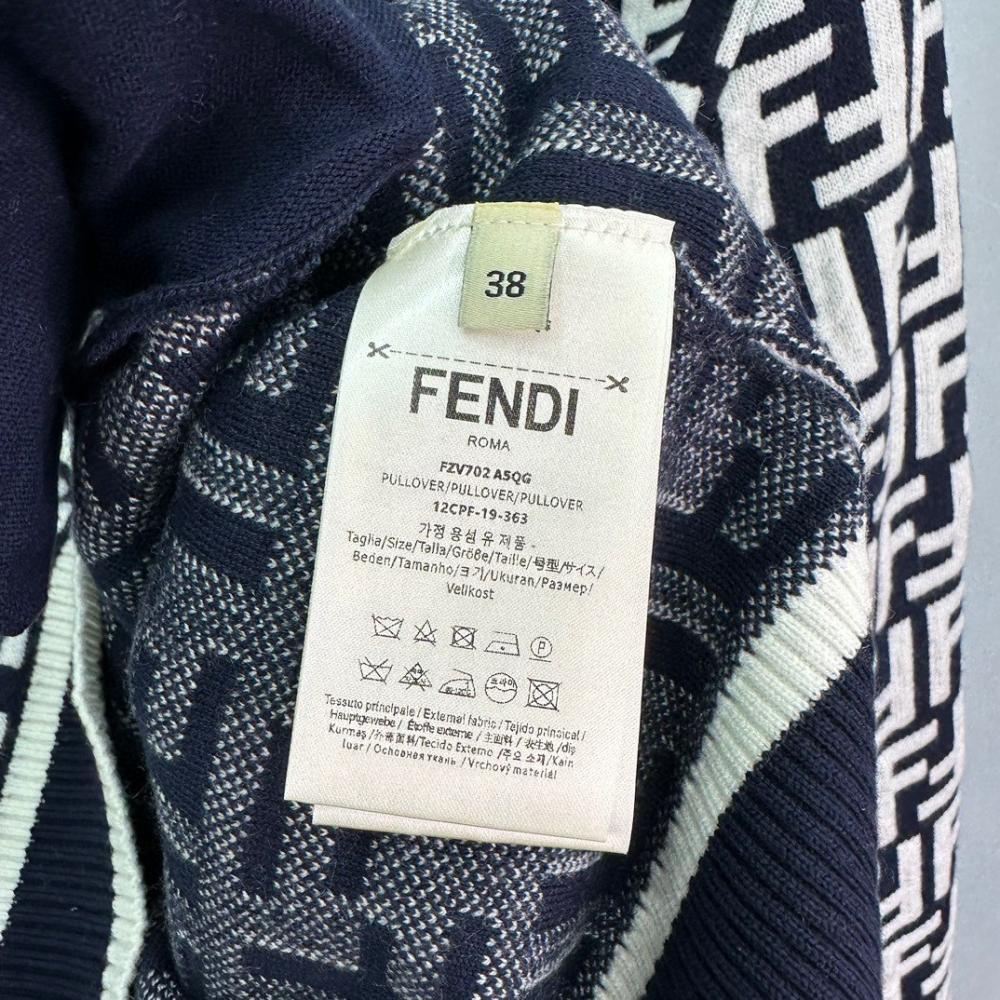 38
FENDI
ROMA
FZV702 A5QG
PULLOVER/PULLOVER/PULLOVER
12CPF-19-363
가정 용섬 유 제품 -
Taglia/Size/Talla/Größe/Taille/号型/サイズ/
Beden/Tamanho/크기/Ukuran/Размер/
Velikost
P
Tessuto principale / External fabric / Tejido principal /
Hauptgewebe / Étoffe externe / 主面料 / 表生地 /dış
Kurmaş /外層面料/Tecido Externo /주요 소재/Kain
luar / Основная ткань / Vrchový materiál